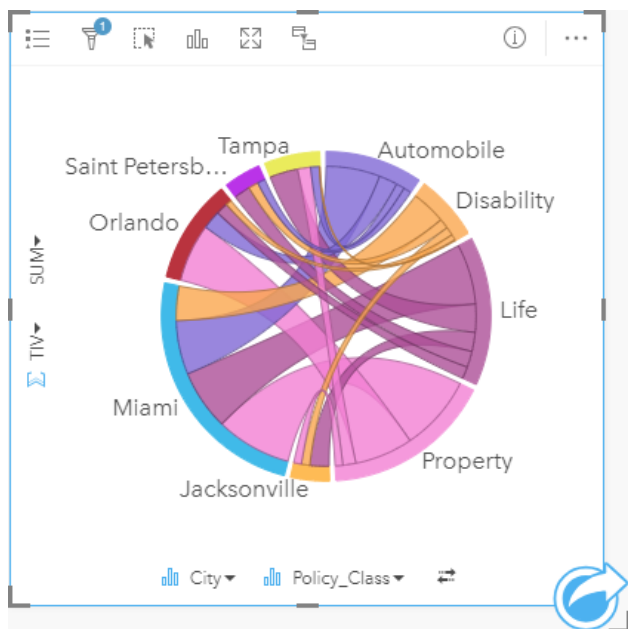 1
Tampa
Automobile
Saint Petersb...
Disability
Orlando
SUM
Life
TIV
Miami
Property
Jacksonville
City
Policy_Class